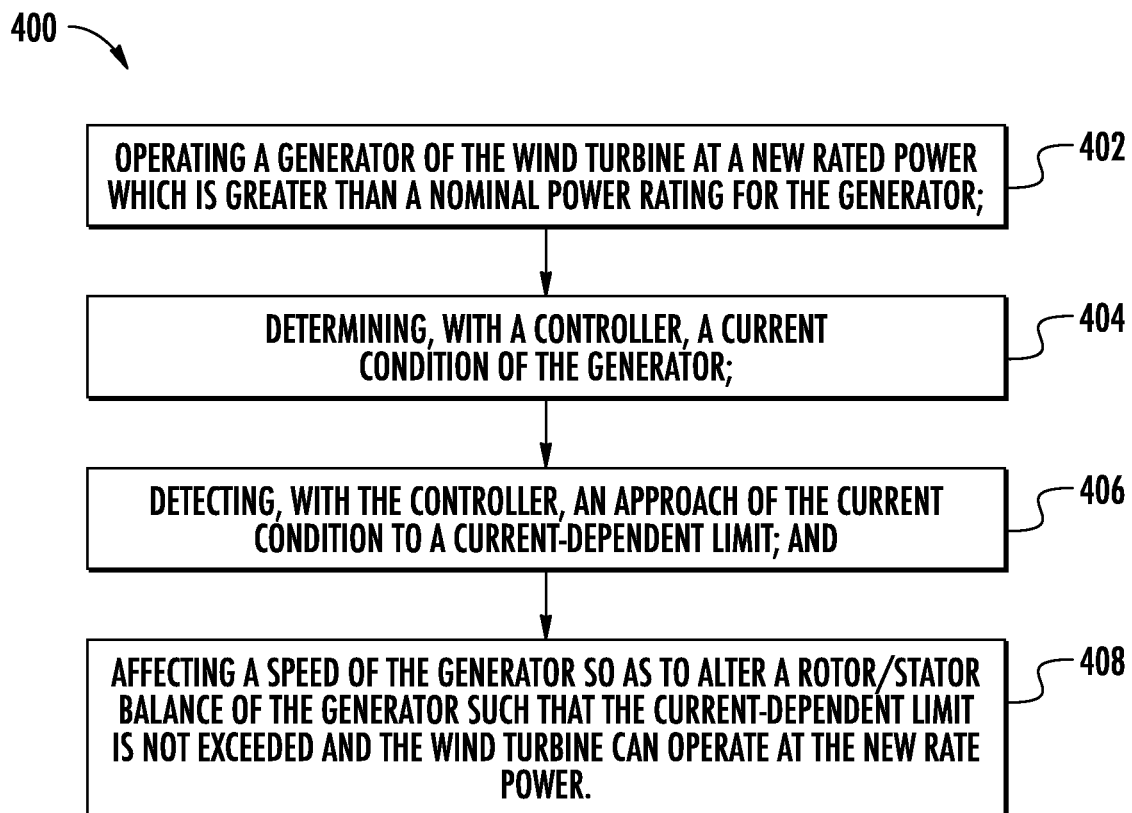 400
OPERATING A GENERATOR OF THE WIND TURBINE AT A NEW RATED POWER
WHICH IS GREATER THAN A NOMINAL POWER RATING FOR THE GENERATOR;
402
DETERMINING, WITH A CONTROLLER, A CURRENT
CONDITION OF THE GENERATOR;
404
DETECTING, WITH THE CONTROLLER, AN APPROACH OF THE CURRENT
CONDITION TO A CURRENT-DEPENDENT LIMIT; AND
406
AFFECTING A SPEED OF THE GENERATOR SO AS TO ALTER A ROTOR/STATOR
BALANCE OF THE GENERATOR SUCH THAT THE CURRENT-DEPENDENT LIMIT
IS NOT EXCEEDED AND THE WIND TURBINE CAN OPERATE AT THE NEW RATE
POWER.
408